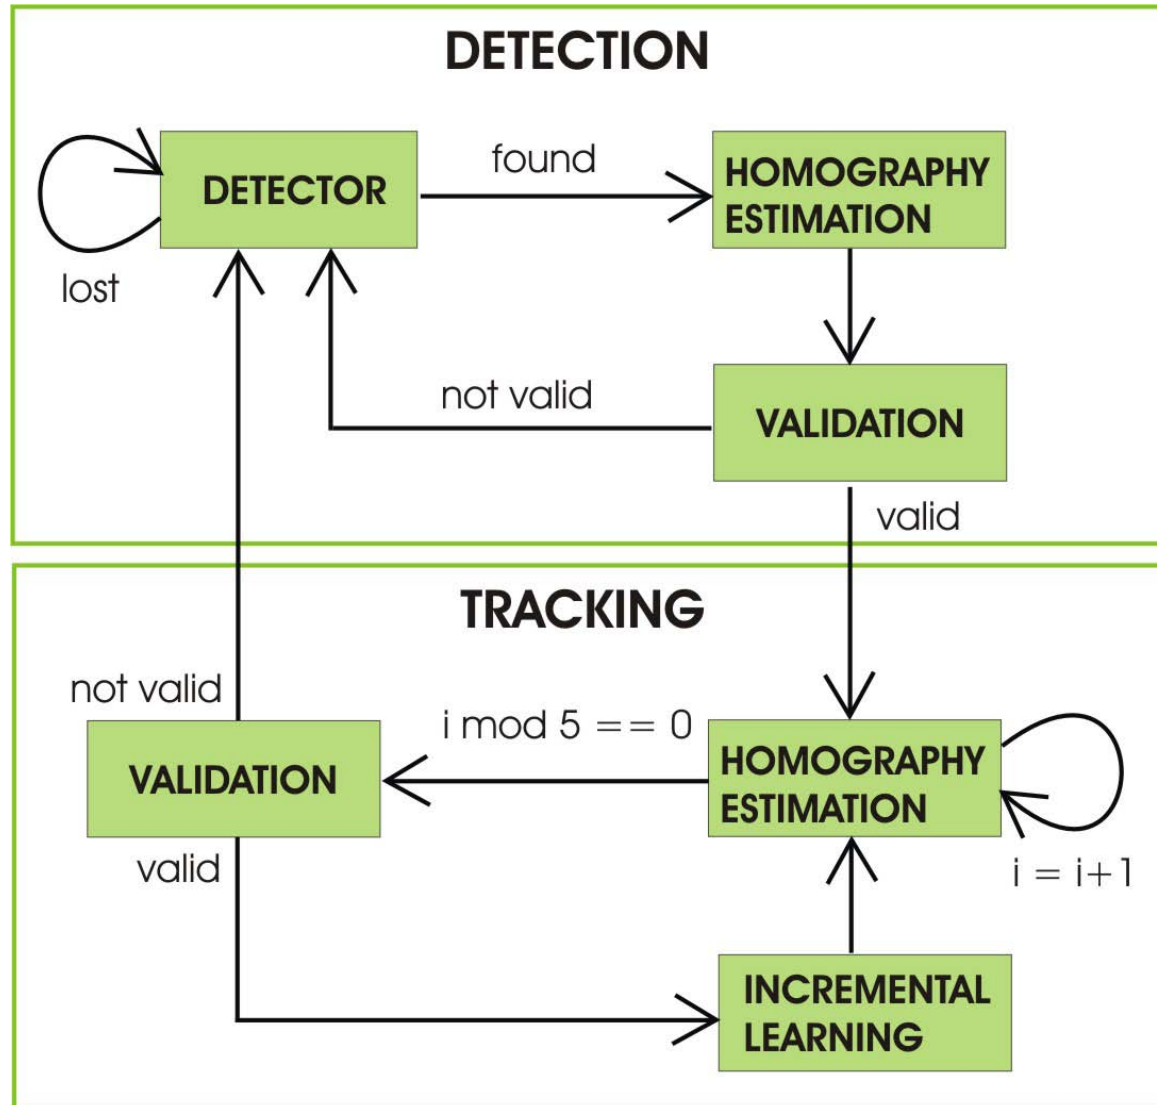 DETECTION
DETECTOR
found
HOMOGRAPHY
ESTIMATION
lost
not valid
VALIDATION
valid
TRACKING
not valid
VALIDATION
valid
i mod 5 == 0
HOMOGRAPHY
ESTIMATION
i = i+1
INCREMENTAL
LEARNING